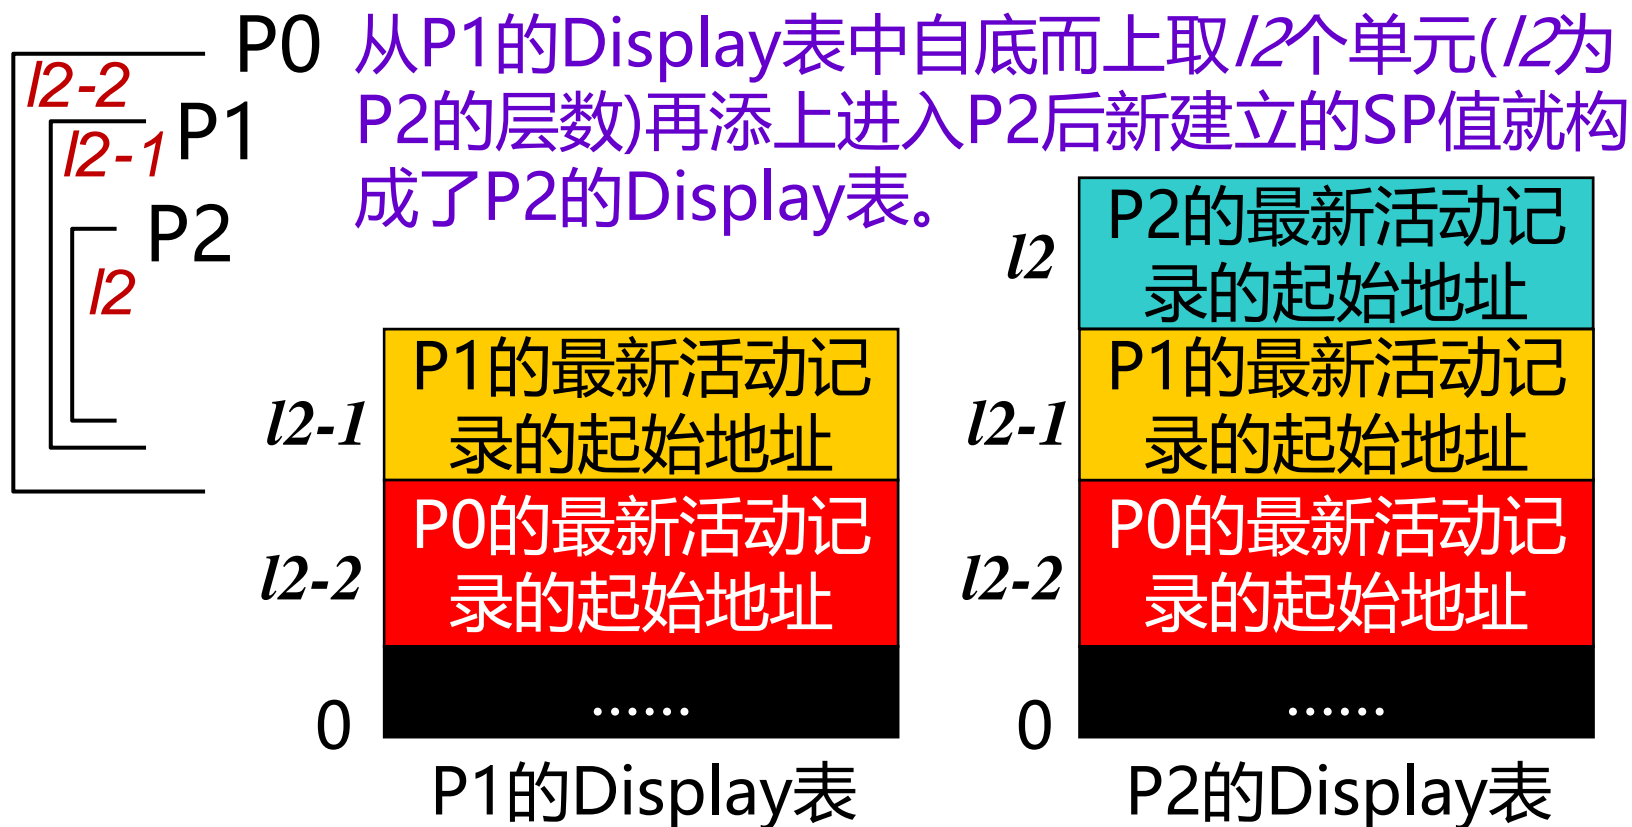 P0
从P1的Display表中自底而上取l2个单元(l2为
P2的层数)再添上进入P2后新建立的SP值就构
成了P2的Display表。
l2-2
P1
l2-1
P2
l2
P1的最新活动记
录的起始地址
l2-1
P0的最新活动记
录的起始地址
l2-2
......
0
P1的Display表
P2的最新活动记
录的起始地址
l2
P1的最新活动记
录的起始地址
l2-1
P0的最新活动记
录的起始地址
l2-2
......
0
P2的Display表